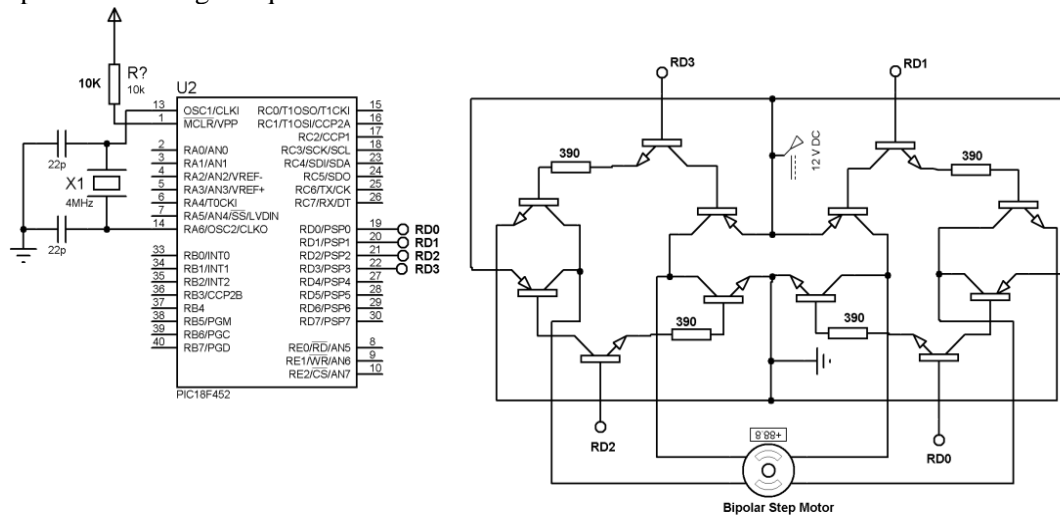 R?
10K
10k
U2
13 OSC1/CLKI RC0/T1OSO/T1CKI 15
1 MCLR/VPP RC1/T1OSI/CCP2A 16
RC2/CCP1 17
2 RA0/AN0 RC3/SCK/SCL 18
3 RA1/AN1 RC4/SDI/SDA 23
4 RA2/AN2/VREF- RC5/SDO 24
5 RA3/AN3/VREF+ RC6/TX/CK 25
6 RA4/T0CKI RC7/RX/DT 26
7 RA5/AN4/SS/LVDIN
14 RA6/OSC2/CLKO RD0/PSP0 19 RD0
RD1/PSP1 20 RD1
33 RB0/INT0 RD2/PSP2 21 RD2
34 RB1/INT1 RD3/PSP3 22 RD3
35 RB2/INT2 RD4/PSP4 27
36 RB3/CCP2B RD5/PSP5 28
37 RB4 RD6/PSP6 29
38 RB5/PGM RD7/PSP7 30
39 RB6/PGC
40 RB7/PGD RE0/RD/AN5 8
RE1/WR/AN6 9
RE2/CS/AN7 10
PIC18F452
22p
X1
4MHz
22p
RD3
RD1
390
12 V DC
390
390
390
RD2
+88.8
RD0
Bipolar Step Motor